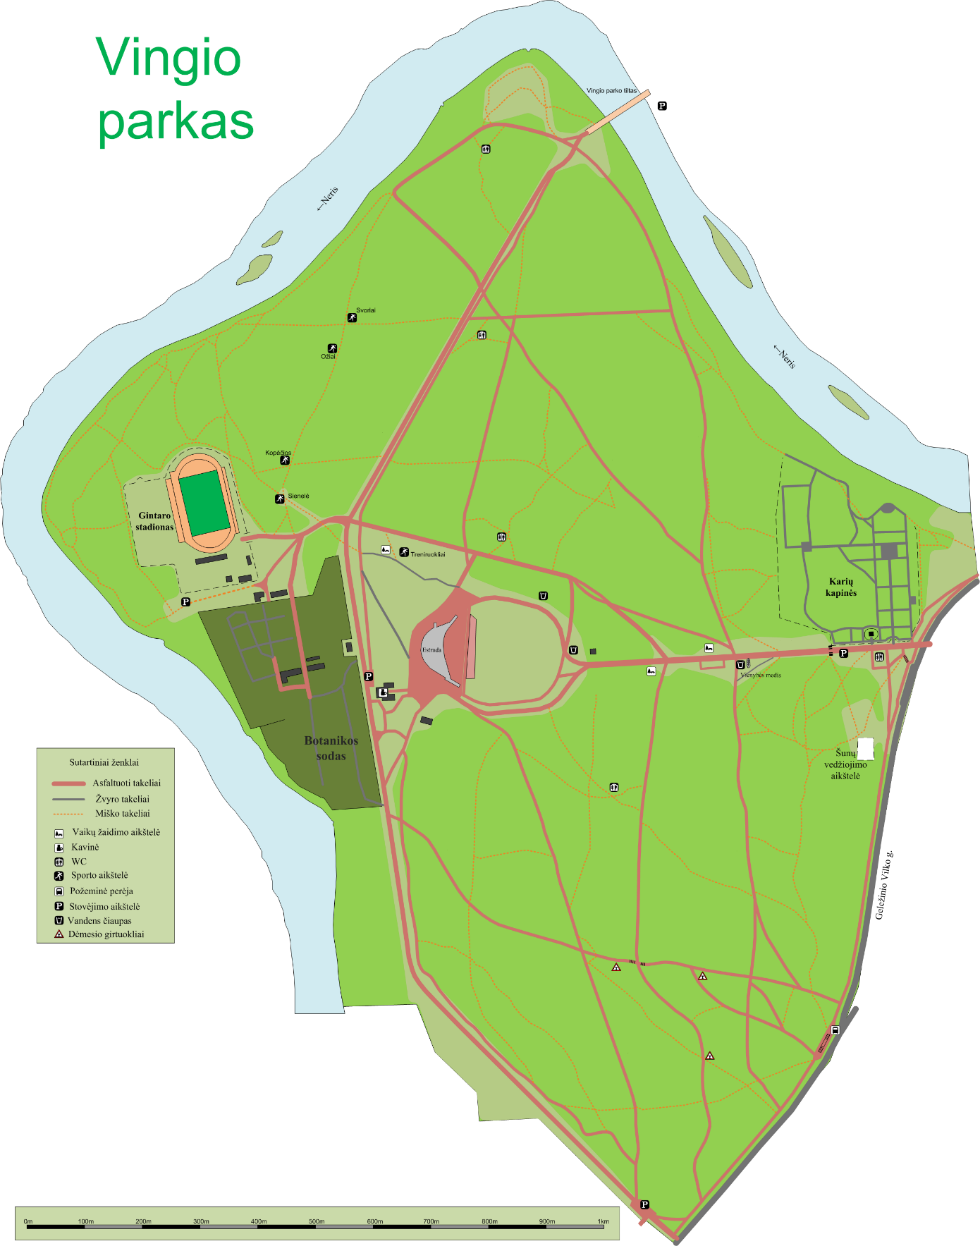 Vingio
parkas
Vingio parko tiltas
P
←Neris
Svoriai
Ožiai
←Neris
Kopėčios
Sienelė
Gintaro
stadionas
Treniruokliai
Karių
kapinės
P
Estrada
P
P
Vienybės medis
Botanikos
sodas
Šunų
vedžiojimo
aikštelė
Sutartiniai ženklai
Asfaltuoti takeliai
Žvyro takeliai
Miško takeliai
Vaikų žaidimo aikštelė
Kavinė
WC
Sporto aikštelė
Požeminė perėja
P Stovėjimo aikštelė
Vandens čiaupas
Dėmesio girtuokliai
Geležinio Vilko g.
P
0m 100m 200m 300m 400m 500m 600m 700m 800m 900m 1km